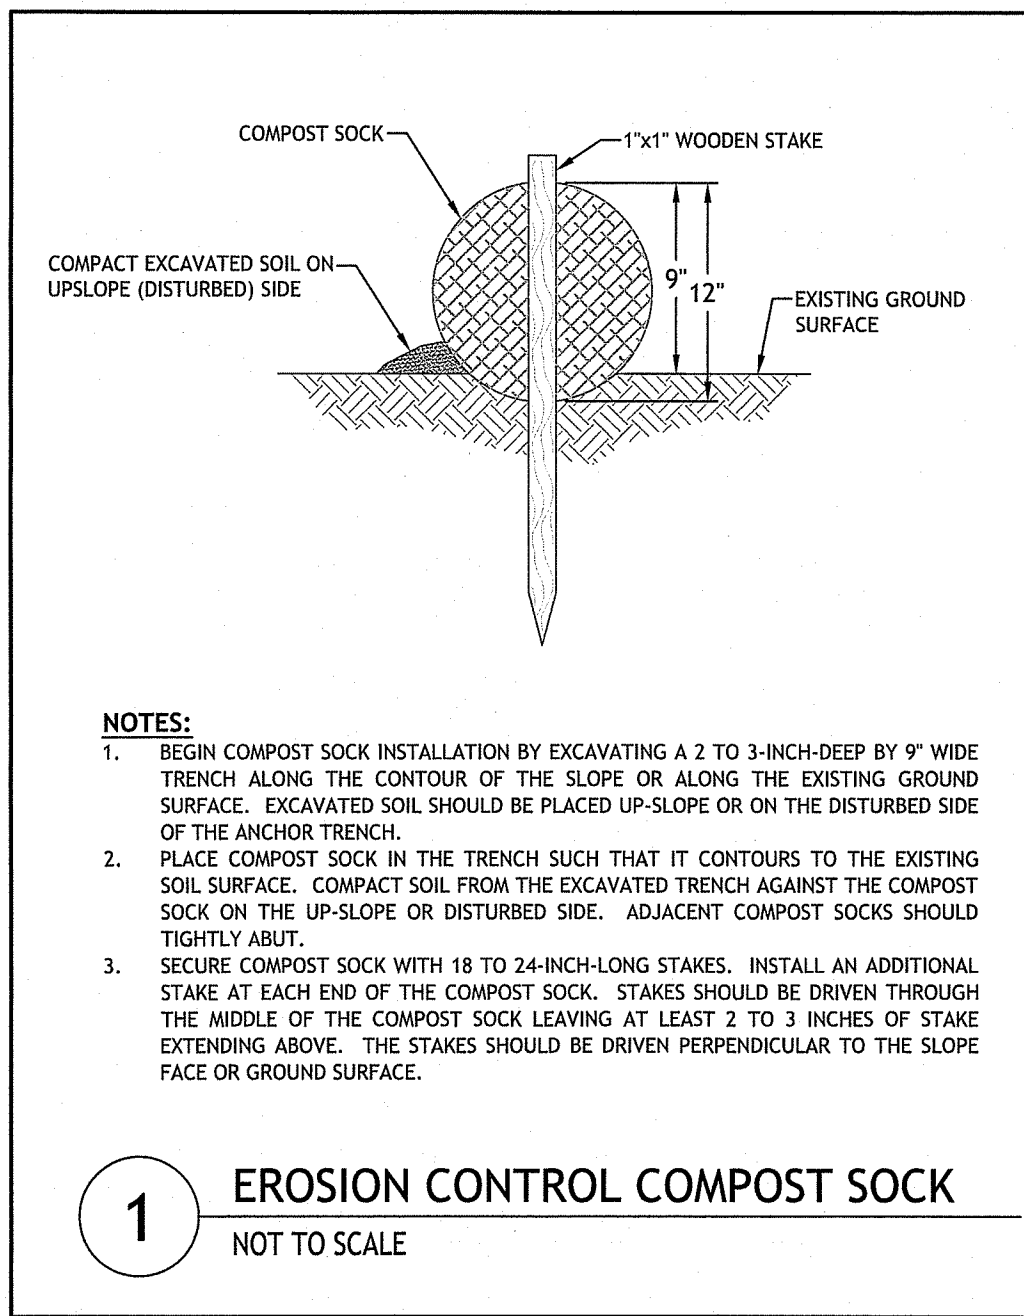 COMPOST SOCK
1"x1" WOODEN STAKE
COMPACT EXCAVATED SOIL ON
UPSLOPE (DISTURBED) SIDE
9"
12"
EXISTING GROUND
SURFACE
NOTES:
1. BEGIN COMPOST SOCK INSTALLATION BY EXCAVATING A 2 TO 3-INCH-DEEP BY 9" WIDE
TRENCH ALONG THE CONTOUR OF THE SLOPE OR ALONG THE EXISTING GROUND
SURFACE. EXCAVATED SOIL SHOULD BE PLACED UP-SLOPE OR ON THE DISTURBED SIDE
OF THE ANCHOR TRENCH.
2. PLACE COMPOST SOCK IN THE TRENCH SUCH THAT IT CONTOURS TO THE EXISTING
SOIL SURFACE. COMPACT SOIL FROM THE EXCAVATED TRENCH AGAINST THE COMPOST
SOCK ON THE UP-SLOPE OR DISTURBED SIDE. ADJACENT COMPOST SOCKS SHOULD
TIGHTLY ABUT.
3. SECURE COMPOST SOCK WITH 18 TO 24-INCH-LONG STAKES. INSTALL AN ADDITIONAL
STAKE AT EACH END OF THE COMPOST SOCK. STAKES SHOULD BE DRIVEN THROUGH
THE MIDDLE OF THE COMPOST SOCK LEAVING AT LEAST 2 TO 3 INCHES OF STAKE
EXTENDING ABOVE. THE STAKES SHOULD BE DRIVEN PERPENDICULAR TO THE SLOPE
FACE OR GROUND SURFACE.
1
EROSION CONTROL COMPOST SOCK
NOT TO SCALE